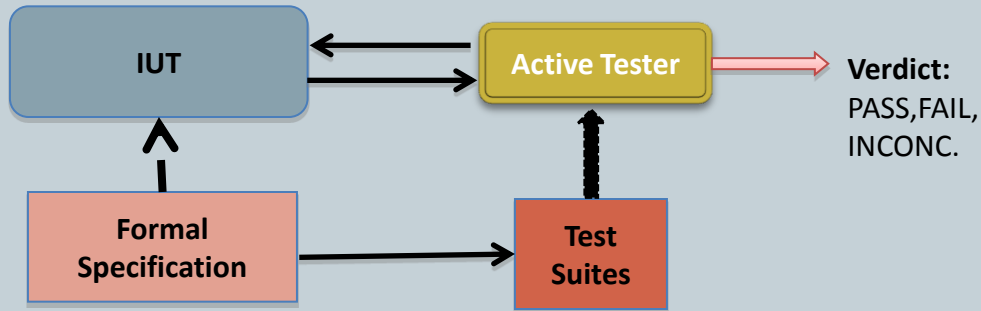 IUT
Active Tester
Verdict:
PASS,FAIL,
INCONC.
Formal
Specification
Test
Suites